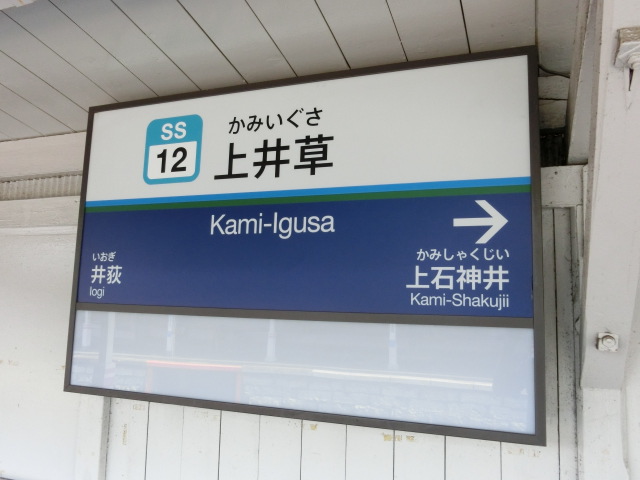 SS
12
かみいぐさ
上井草
Kami-Igusa
いおぎ
井荻
Iogi
かみしゃくじい
上石神井
Kami-Shakujii